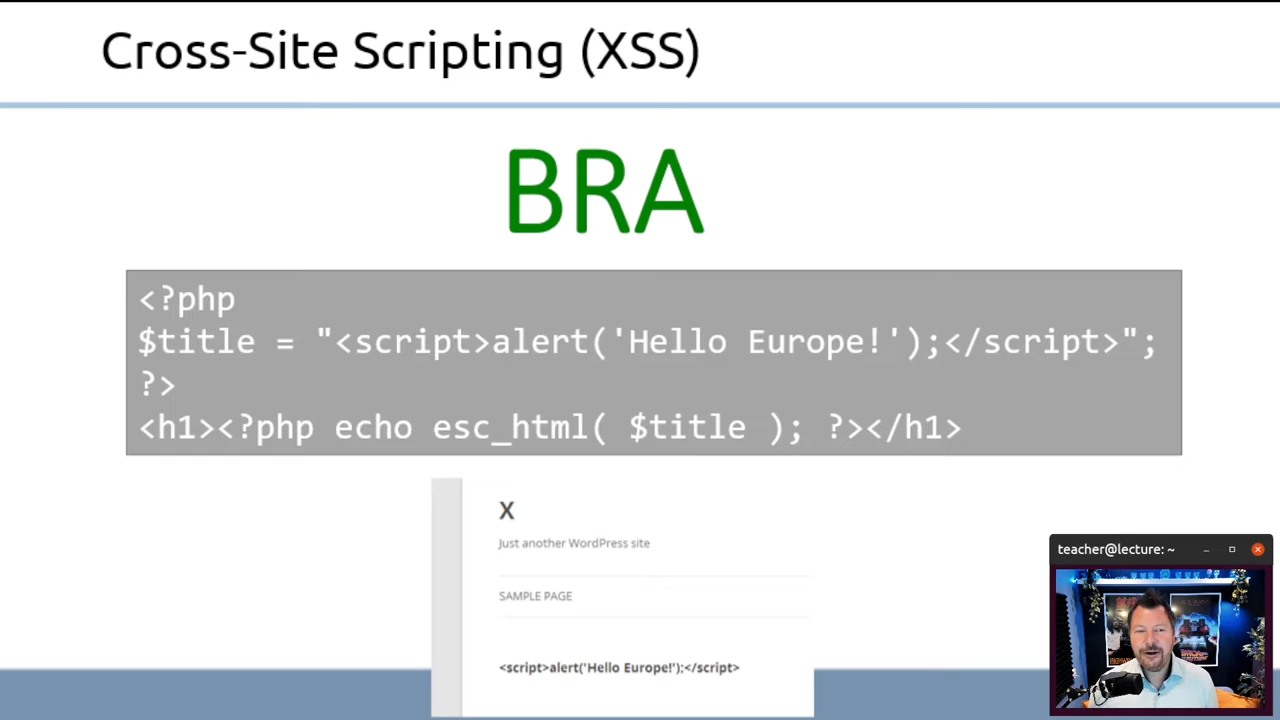 Cross-Site Scripting (XSS)
BRA
<?php
$title = "<script>alert('Hello Europe!');</script>";
?>
<h1><?php echo esc_html( $title ); ?></h1>
X
Just another WordPress site
SAMPLE PAGE
<script>alert('Hello Europe!');</script>
teacher@lecture: ~